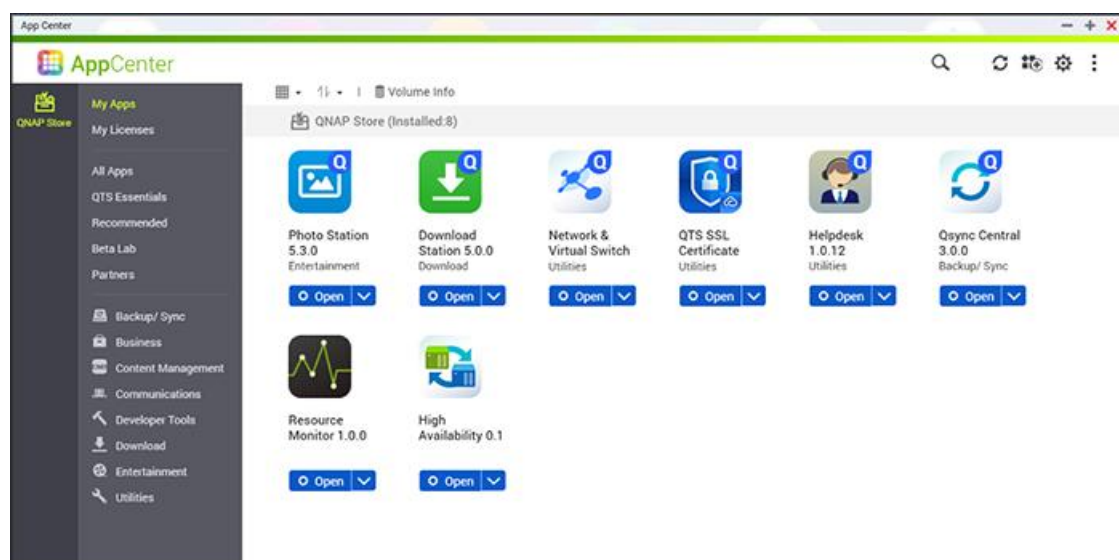 App Center
AppCenter
QNAP Store
My Apps
My Licenses
All Apps
QTS Essentials
Recommended
Beta Lab
Partners
Backup/ Sync
Business
Content Management
Communications
Developer Tools
Download
Entertainment
Utilities
Volume Info
QNAP Store (Installed:8)
Photo Station
5.3.0
Entertainment
Open
Download
Station 5.0.0
Download
Open
Network &
Virtual Switch
Utilities
Open
QTS SSL
Certificate
Utilities
Open
Helpdesk
1.0.12
Utilities
Open
Qsync Central
3.0.0
Backup/ Sync
Open
Resource
Monitor 1.0.0
Open
High
Availability 0.1
Open